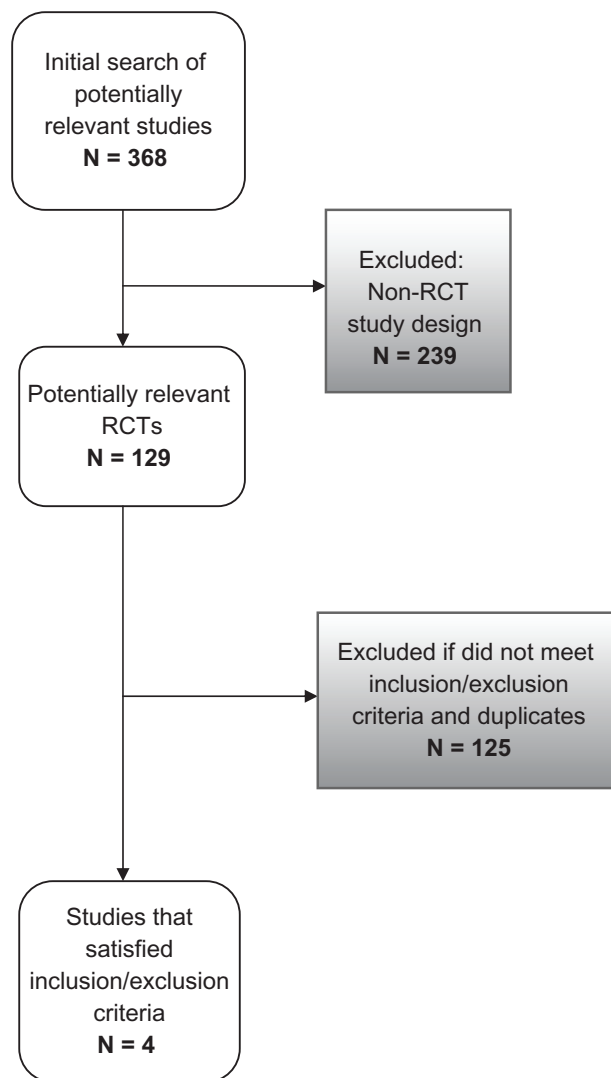 Initial search of
potentially
relevant studies
N = 368
Excluded:
Non-RCT
study design
N = 239
Potentially relevant
RCTs
N = 129
Excluded if did not meet
inclusion/exclusion
criteria and duplicates
N = 125
Studies that
satisfied
inclusion/exclusion
criteria
N = 4